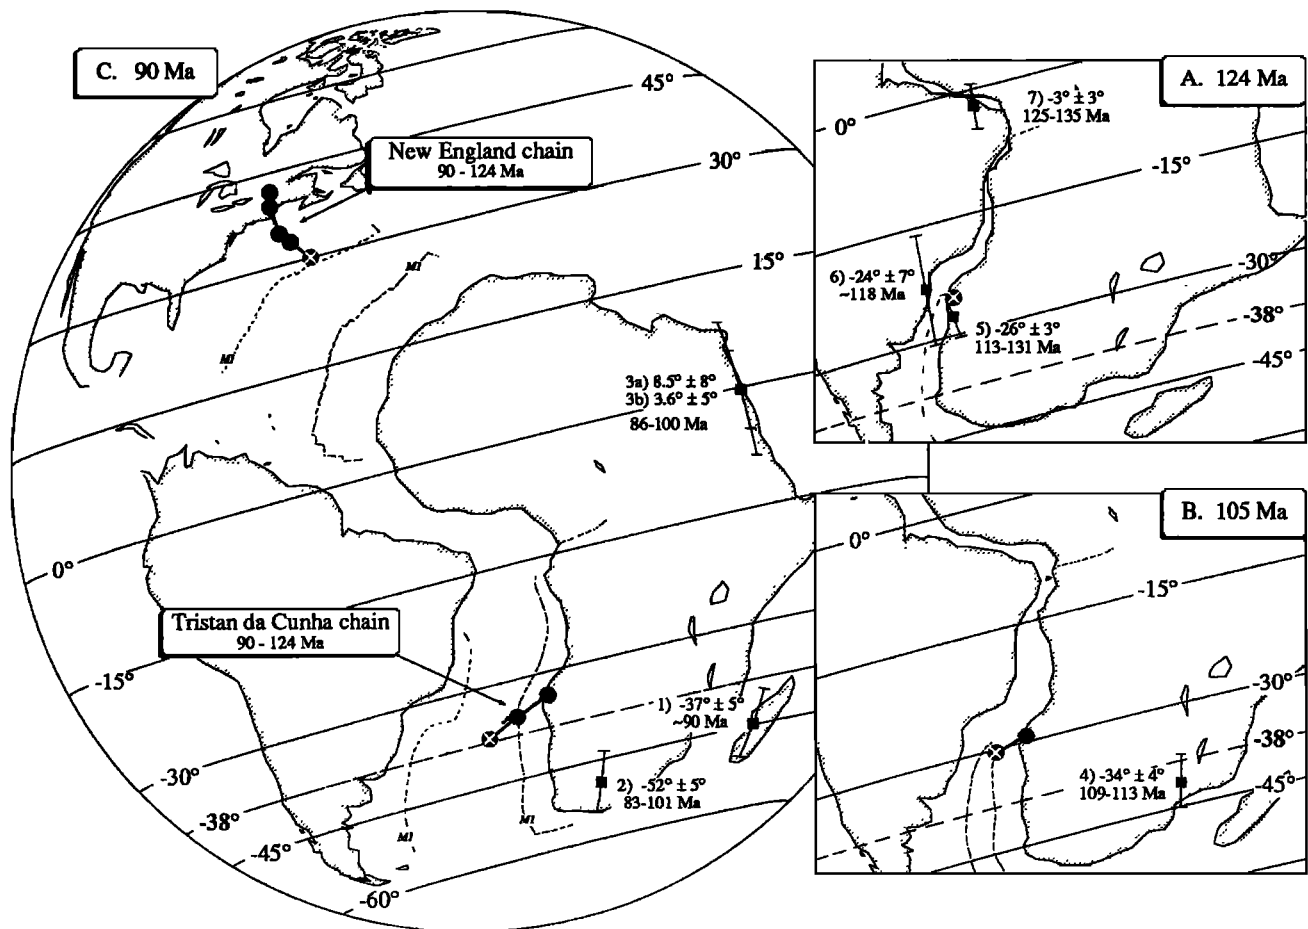 C. 90 Ma
45°
30°
15°
New England chain
90 - 124 Ma
M1
M1
3a) 8.5° ± 8°
3b) 3.6° ± 5°
86-100 Ma
0°
Tristan da Cunha chain
90 - 124 Ma
-15°
1) -37° ± 5°
~90 Ma
2) -52° ± 5°
83-101 Ma
-30°
-38°
M1
M1
-45°
-60°
A. 124 Ma
7) -3° ± 3°
125-135 Ma
0°
-15°
6) -24° ± 7°
~118 Ma
-30°
-38°
5) -26° ± 3°
113-131 Ma
-45°
B. 105 Ma
0°
-15°
-30°
-38°
4) -34° ± 4°
109-113 Ma
-45°